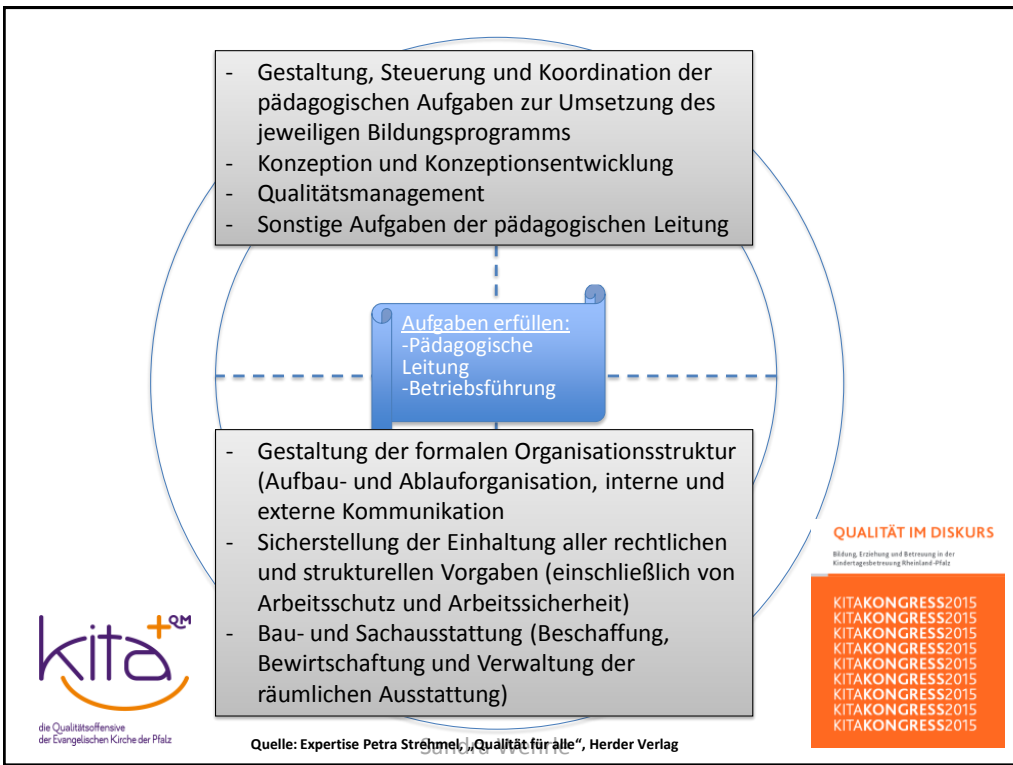 - Gestaltung, Steuerung und Koordination der
pädagogischen Aufgaben zur Umsetzung des
jeweiligen Bildungsprogramms
- Konzeption und Konzeptionsentwicklung
- Qualitätsmanagement
- Sonstige Aufgaben der pädagogischen Leitung
Aufgaben erfüllen:
-Pädagogische
Leitung
-Betriebsführung
- Gestaltung der formalen Organisationsstruktur
(Aufbau- und Ablauforganisation, interne und
externe Kommunikation
- Sicherstellung der Einhaltung aller rechtlichen
und strukturellen Vorgaben (einschließlich von
Arbeitsschutz und Arbeitssicherheit)
- Bau- und Sachausstattung (Beschaffung,
Bewirtschaftung und Verwaltung der
räumlichen Ausstattung)
kita+QM
die Qualitätsoffensive
der Evangelischen Kirche der Pfalz
Quelle: Expertise Petra Strehmel, „Qualität für alle“, Herder Verlag
Sandra Wenne
QUALITÄT IM DISKURS
Bildung, Erziehung und Betreuung in der
Kindertagesbetreuung Rheinland-Pfalz
KITAKONGRESS2015
KITAKONGRESS2015
KITAKONGRESS2015
KITAKONGRESS2015
KITAKONGRESS2015
KITAKONGRESS2015
KITAKONGRESS2015
KITAKONGRESS2015
KITAKONGRESS2015